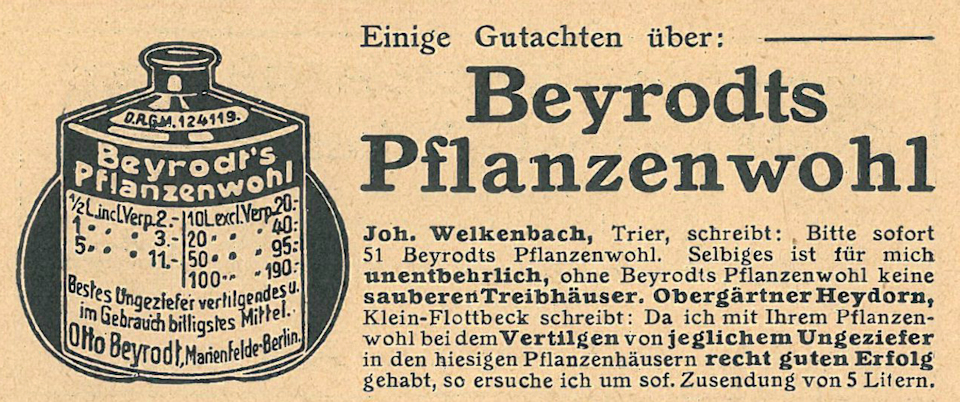 D.R.G.M. 124119.
Beyrodt's
Pflanzenwohl
½ L. incl. Verp. 2.- | 10 L. excl. Verp. 20.-
1 " " " 3.- | 20 " " " 40.-
5 " " " 11.- | 50 " " " 95.-
100 " " " 190.-
Bestes Ungeziefer vertilgendes u.
im Gebrauch billigstes Mittel.
Otto Beyrodt, Marienfelde-Berlin.
Einige Gutachten über:
Beyrodts
Pflanzenwohl
Joh. Welkenbach, Trier, schreibt: Bitte sofort
51 Beyrodts Pflanzenwohl. Selbiges ist für mich
unentbehrlich, ohne Beyrodts Pflanzenwohl keine
sauberen Treibhäuser. Obergärtner Heydorn,
Klein-Flottbeck schreibt: Da ich mit Ihrem Pflanzen-
wohl bei dem Vertilgen von jeglichem Ungeziefer
in den hiesigen Pflanzenhäusern recht guten Erfolg
gehabt, so ersuche ich um sof. Zusendung von 5 Litern.